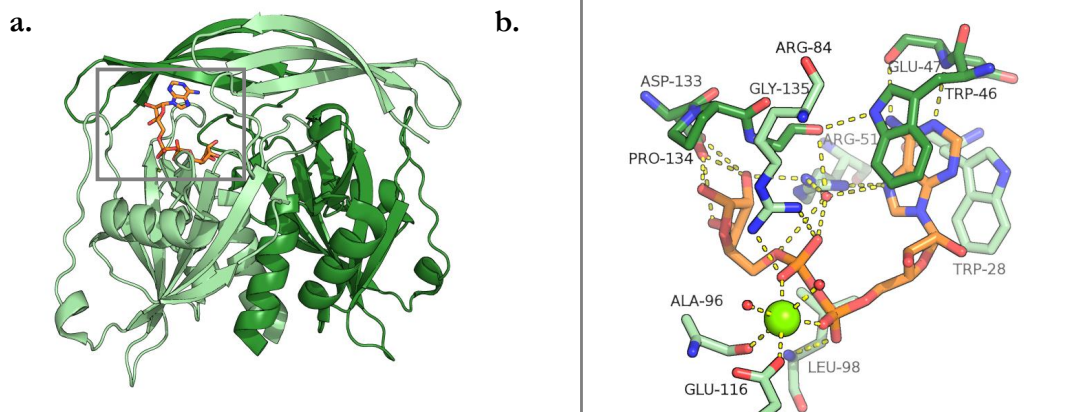 a.
b.
ARG-84
GLU-47
ASP-133
GLY-135
TRP-46
ARG-51
PRO-134
TRP-28
ALA-96
LEU-98
GLU-116